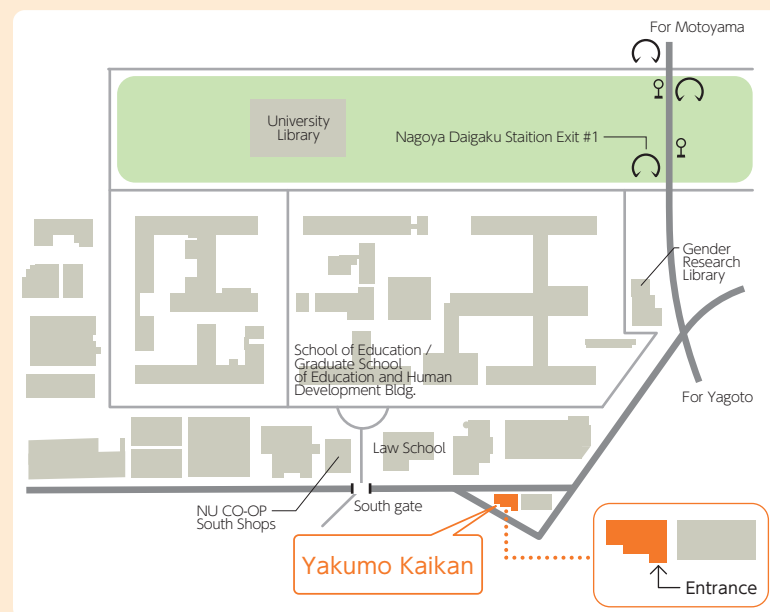 For Motoyama
University
Library
Nagoya Daigaku Staition Exit #1
Gender
Research
Library
School of Education /
Graduate School
of Education and Human
Development Bldg.
For Yagoto
Law School
NU CO-OP
South Shops
South gate
Yakumo Kaikan
Entrance